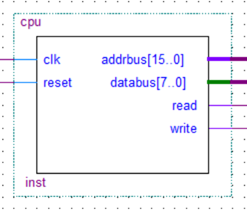 cpu
clk addrbus[15..0]
reset databus[7..0]
read
write
inst